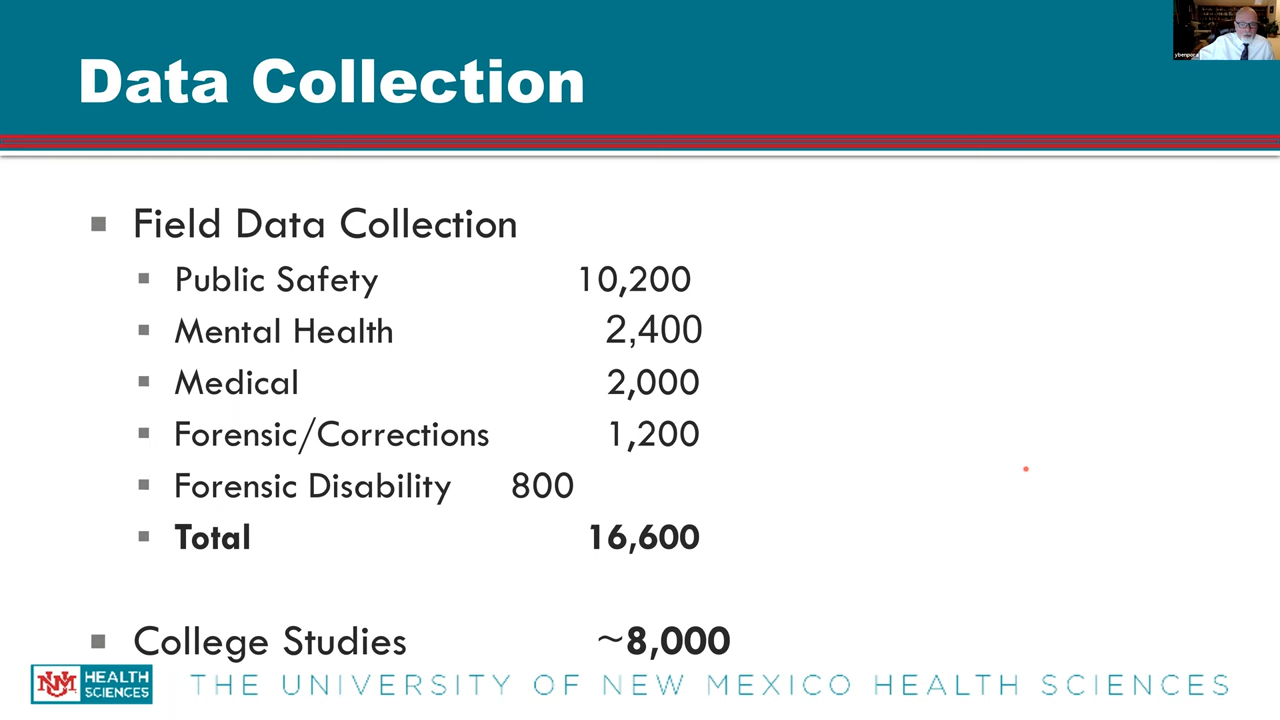 Data Collection
Field Data Collection
Public Safety 10,200
Mental Health 2,400
Medical 2,000
Forensic/Corrections 1,200
Forensic Disability 800
Total 16,600
College Studies ~8,000
UNM HEALTH SCIENCES
THE UNIVERSITY OF NEW MEXICO HEALTH SCIENCES